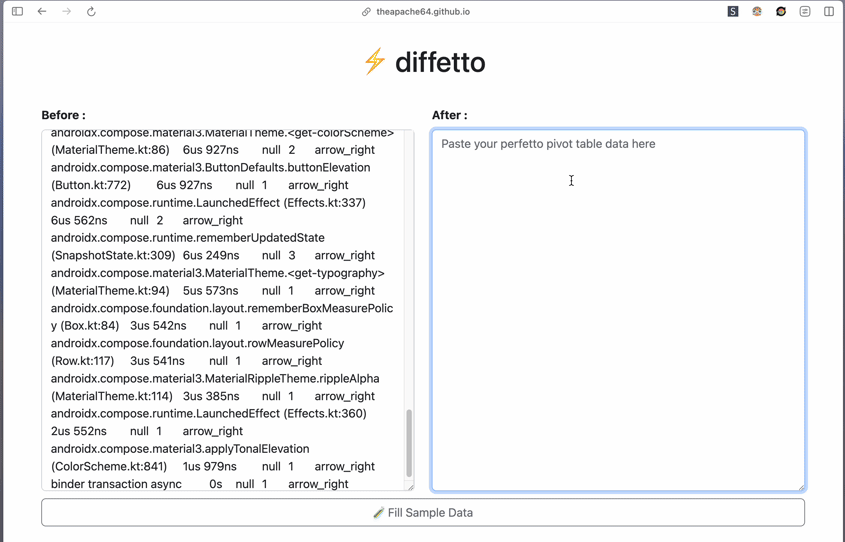 theapache64.github.io
S
⚡ diffetto
Before :
androidx.compose.material3.MaterialTheme.<get-colorScheme>
(MaterialTheme.kt:86) 6us 927ns null 2 arrow_right
androidx.compose.material3.ButtonDefaults.buttonElevation
(Button.kt:772) 6us 927ns null 1 arrow_right
androidx.compose.runtime.LaunchedEffect (Effects.kt:337)
6us 562ns null 2 arrow_right
androidx.compose.runtime.rememberUpdatedState
(SnapshotState.kt:309) 6us 249ns null 3 arrow_right
androidx.compose.material3.MaterialTheme.<get-typography>
(MaterialTheme.kt:94) 5us 573ns null 1 arrow_right
androidx.compose.foundation.layout.rememberBoxMeasurePolic
y (Box.kt:84) 3us 542ns null 1 arrow_right
androidx.compose.foundation.layout.rowMeasurePolicy
(Row.kt:117) 3us 541ns null 1 arrow_right
androidx.compose.material3.MaterialRippleTheme.rippleAlpha
(MaterialTheme.kt:114) 3us 385ns null 1 arrow_right
androidx.compose.runtime.LaunchedEffect (Effects.kt:360)
2us 552ns null 1 arrow_right
androidx.compose.material3.applyTonalElevation
(ColorScheme.kt:841) 1us 979ns null 1 arrow_right
binder transaction async 0s null 1 arrow_right
After :
Paste your perfetto pivot table data here
Fill Sample Data